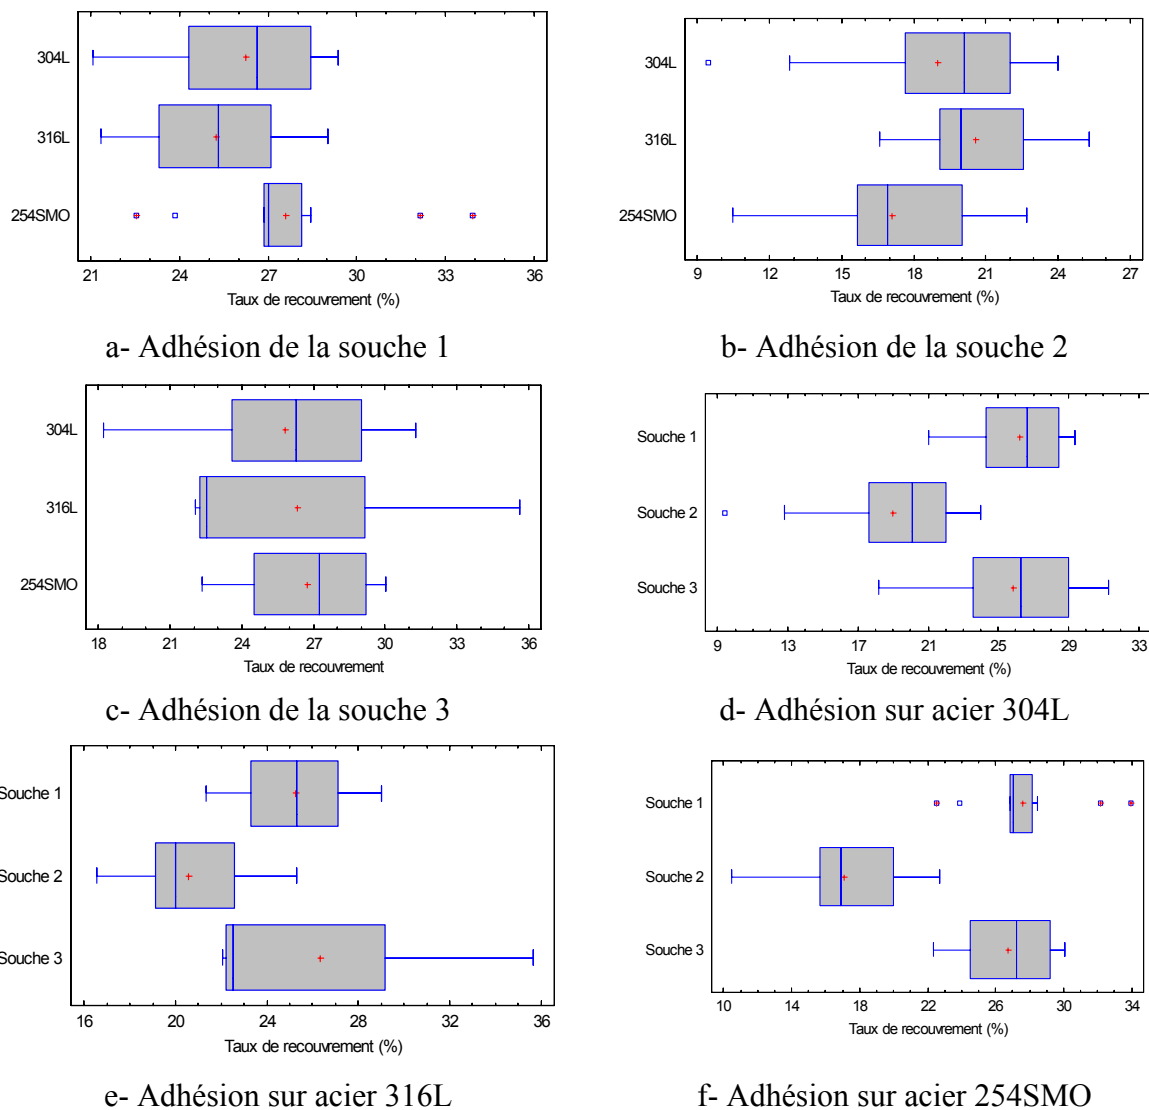 304L
316L
254SMO
21 24 27 30 33 36
Taux de recouvrement (%)
a- Adhésion de la souche 1
304L
316L
254SMO
9 12 15 18 21 24 27
Taux de recouvrement (%)
b- Adhésion de la souche 2
304L
316L
254SMO
18 21 24 27 30 33 36
Taux de recouvrement
c- Adhésion de la souche 3
Souche 1
Souche 2
Souche 3
9 13 17 21 25 29 33
Taux de recouvrement (%)
d- Adhésion sur acier 304L
Souche 1
Souche 2
Souche 3
16 20 24 28 32 36
Taux de recouvrement (%)
e- Adhésion sur acier 316L
Souche 1
Souche 2
Souche 3
10 14 18 22 26 30 34
Taux de recouvrement (%)
f- Adhésion sur acier 254SMO